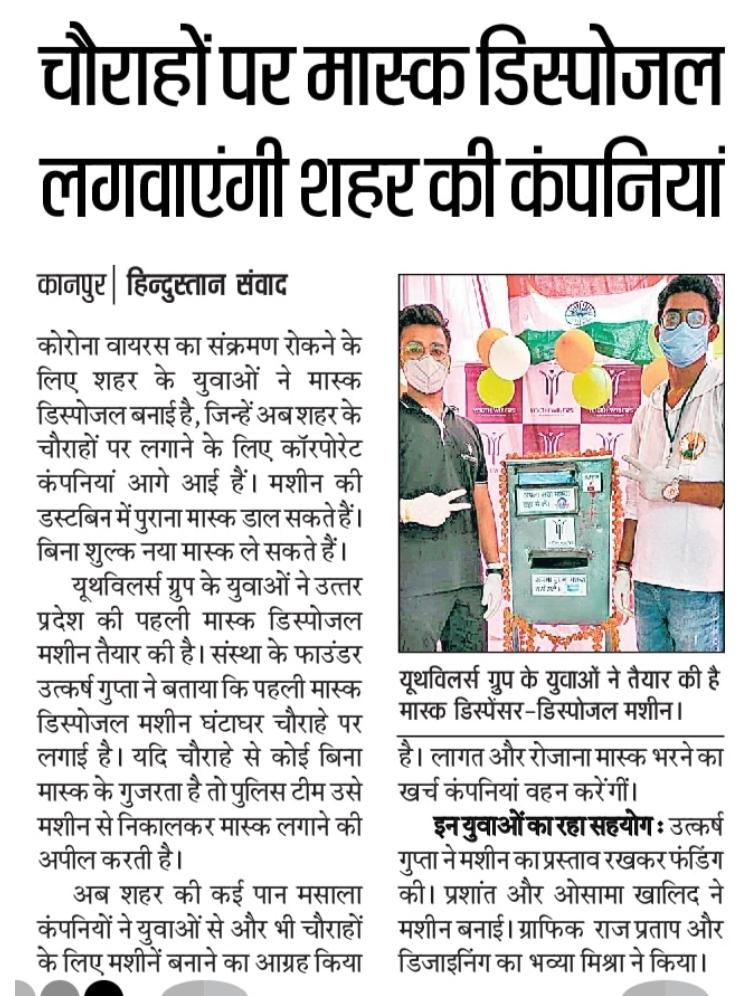 चौराहों पर मास्क डिस्पोजल
लगवाएंगी शहर की कंपनियां
कानपुर | हिन्दुस्तान संवाद
कोरोना वायरस का संक्रमण रोकने के
लिए शहर के युवाओं ने मास्क
डिस्पोजल बनाई है, जिन्हें अब शहर के
चौराहों पर लगाने के लिए कॉरपोरेट
कंपनियां आगे आई हैं। मशीन की
डस्टबिन में पुराना मास्क डाल सकते हैं।
बिना शुल्क नया मास्क ले सकते हैं।
यूथविलर्स ग्रुप के युवाओं ने उत्तर
प्रदेश की पहली मास्क डिस्पोजल
मशीन तैयार की है। संस्था के फाउंडर
उत्कर्ष गुप्ता ने बताया कि पहली मास्क
डिस्पोजल मशीन घंटाघर चौराहे पर
लगाई है। यदि चौराहे से कोई बिना
मास्क के गुजरता है तो पुलिस टीम उसे
मशीन से निकालकर मास्क लगाने की
अपील करती है।
अब शहर की कई पान मसाला
कंपनियों ने युवाओं से और भी चौराहों
के लिए मशीनें बनाने का आग्रह किया
YOUTH WILLERS
यूथविलर्स ग्रुप के युवाओं ने तैयार की है
मास्क डिस्पेंसर-डिस्पोजल मशीन।
है। लागत और रोजाना मास्क भरने का
खर्च कंपनियां वहन करेंगीं।
इन युवाओं का रहा सहयोग : उत्कर्ष
गुप्ता ने मशीन का प्रस्ताव रखकर फंडिंग
की। प्रशांत और ओसामा खालिद ने
मशीन बनाई। ग्राफिक राज प्रताप और
डिजाइनिंग का भव्या मिश्रा ने किया।